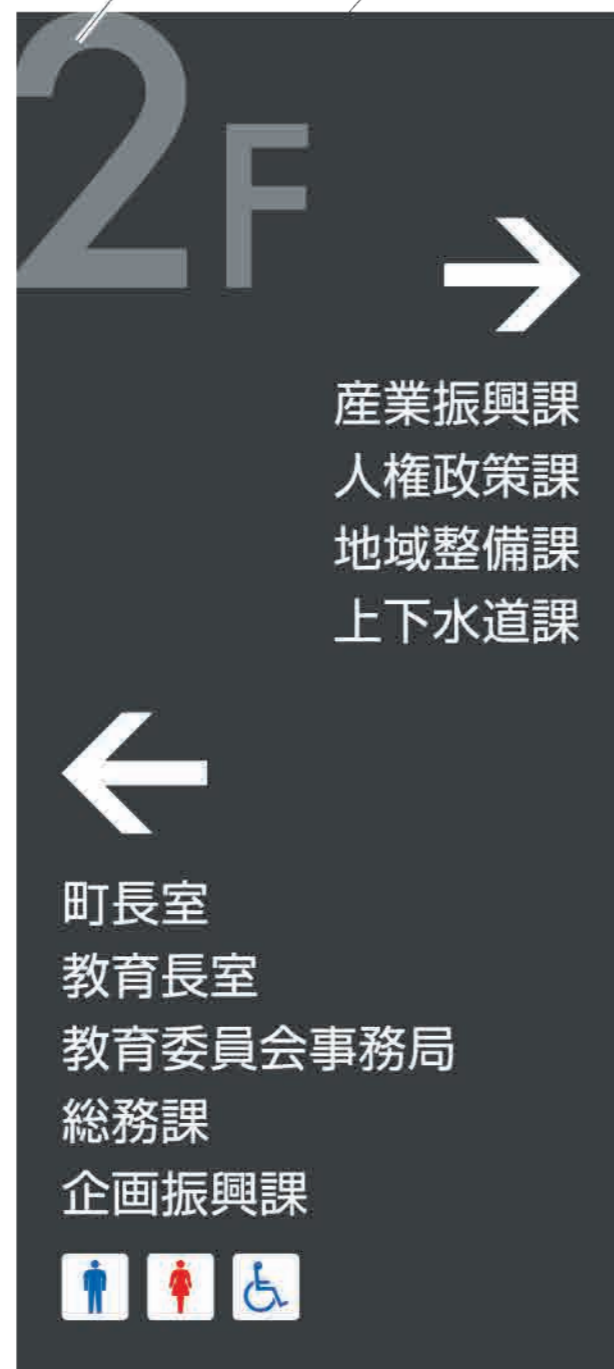 2F
産業振興課
人権政策課
地域整備課
上下水道課
町長室
教育長室
教育委員会事務局
総務課
企画振興課